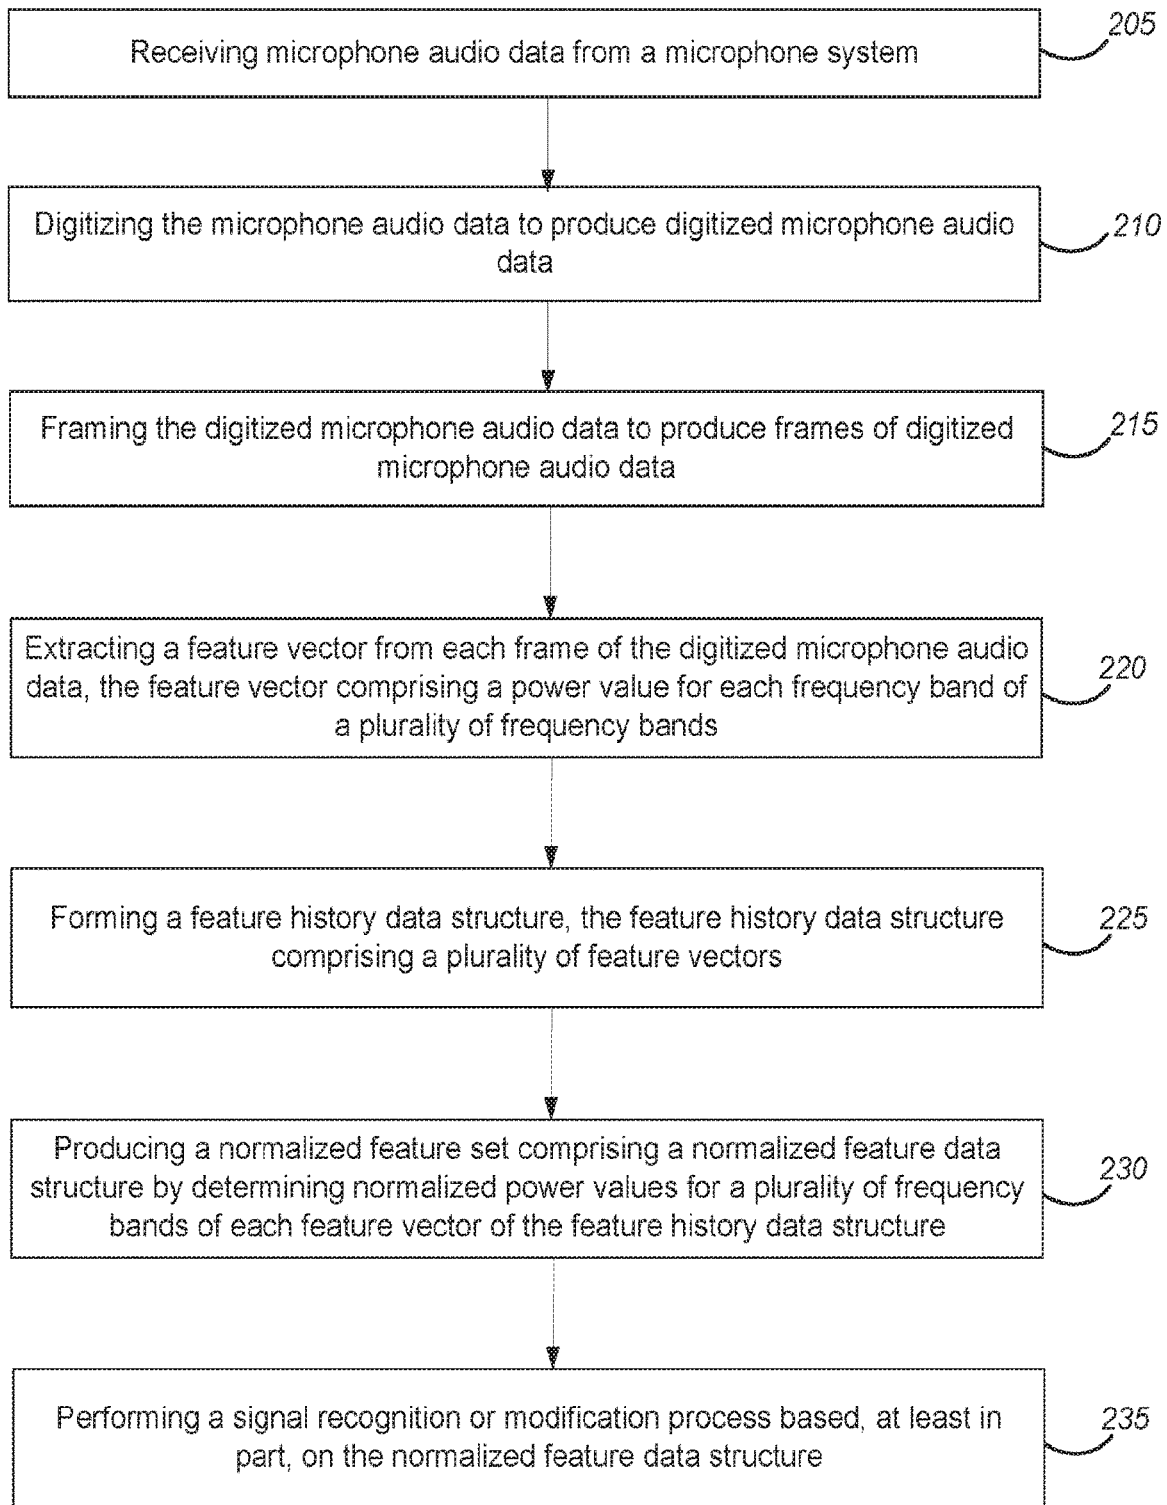 Receiving microphone audio data from a microphone system
205
Digitizing the microphone audio data to produce digitized microphone audio
data
210
Framing the digitized microphone audio data to produce frames of digitized
microphone audio data
215
Extracting a feature vector from each frame of the digitized microphone audio
data, the feature vector comprising a power value for each frequency band of
a plurality of frequency bands
220
Forming a feature history data structure, the feature history data structure
comprising a plurality of feature vectors
225
Producing a normalized feature set comprising a normalized feature data
structure by determining normalized power values for a plurality of frequency
bands of each feature vector of the feature history data structure
230
Performing a signal recognition or modification process based, at least in
part, on the normalized feature data structure
235